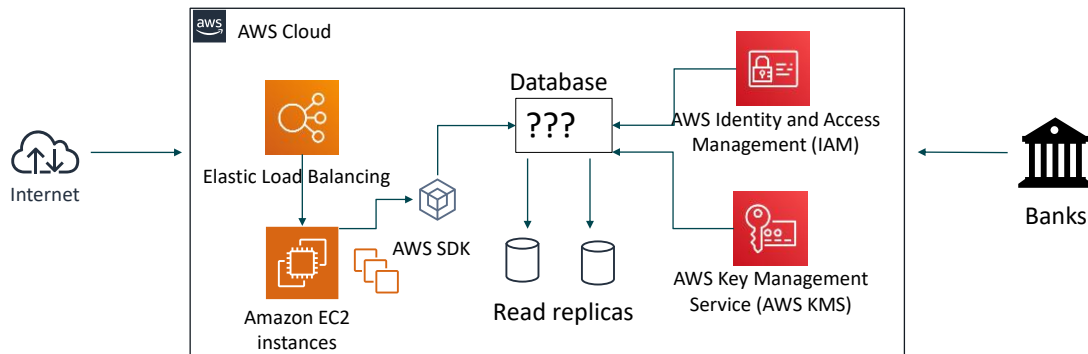 aws
AWS Cloud
Internet
Elastic Load Balancing
Amazon EC2
instances
AWS SDK
Database
???
Read replicas
AWS Identity and Access
Management (IAM)
AWS Key Management
Service (AWS KMS)
Banks